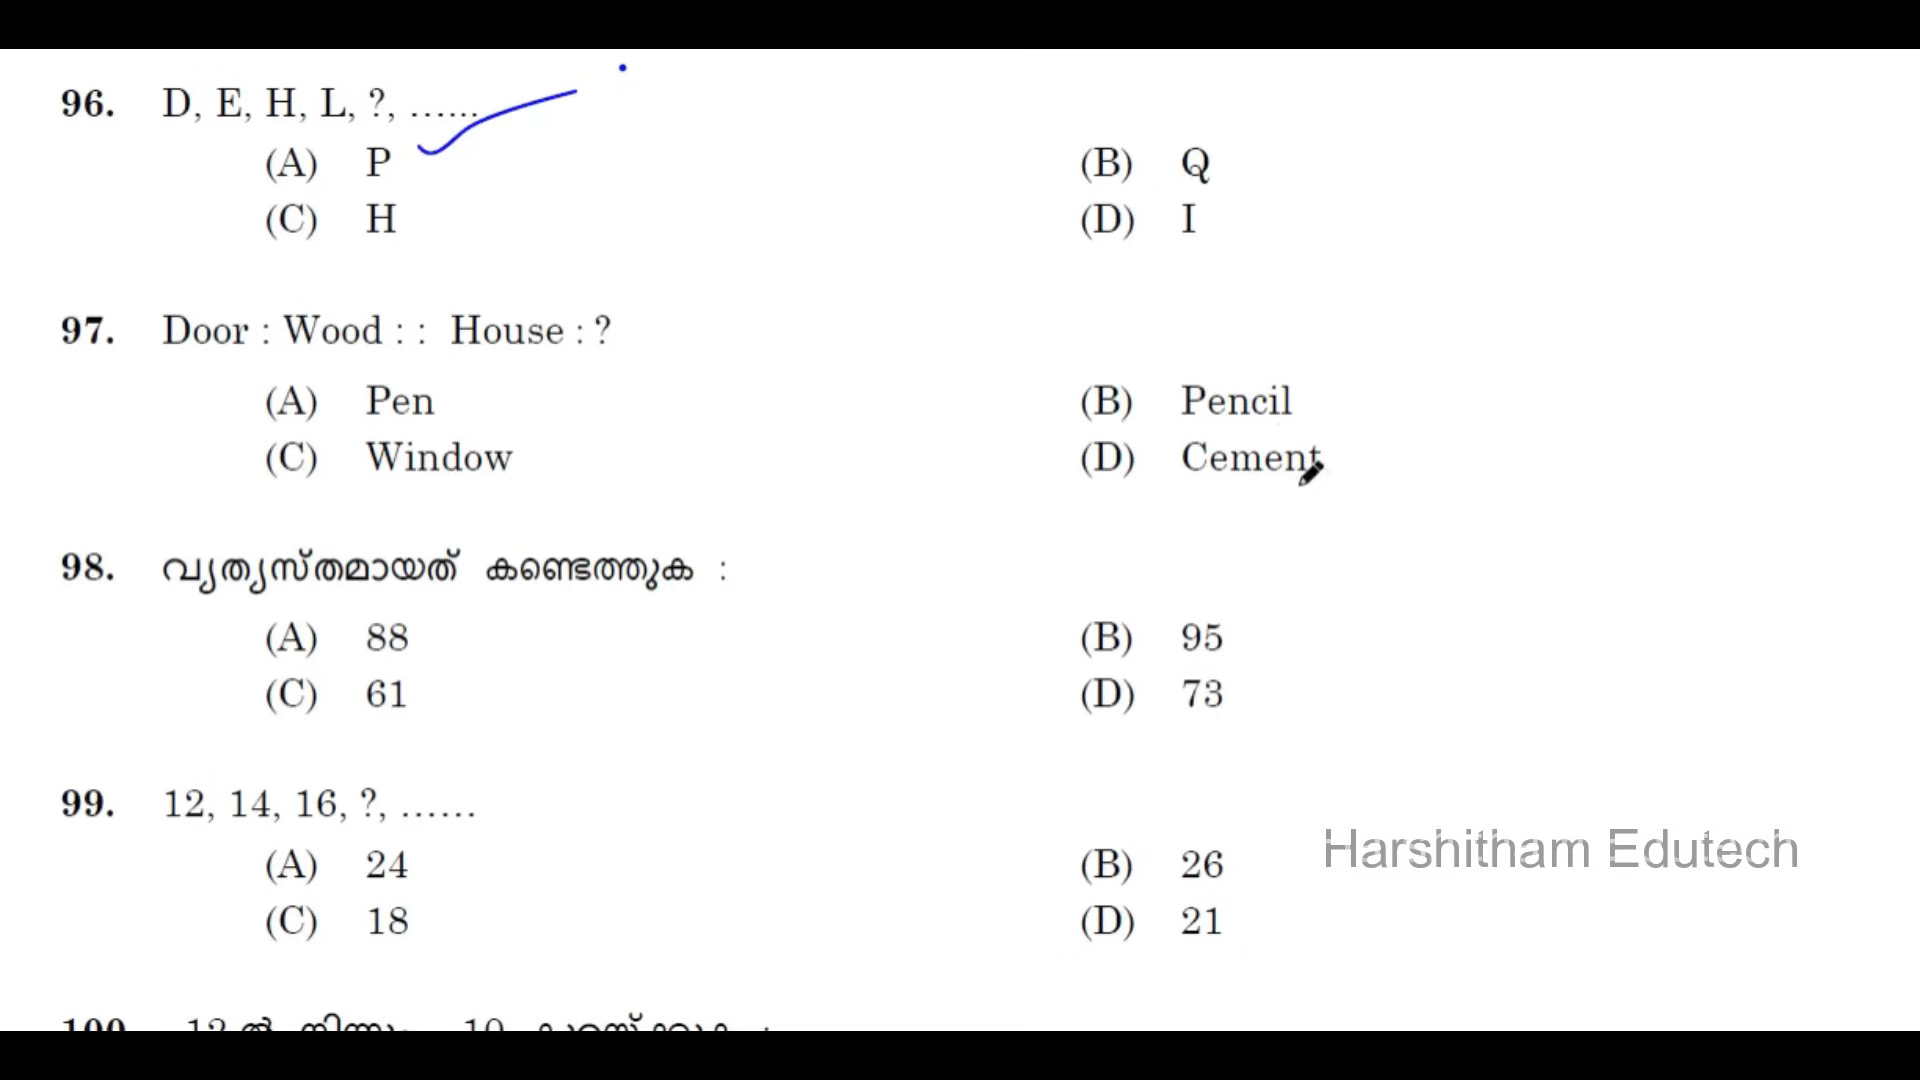 96. D, E, H, L, ?, ......
(A) P (B) Q
(C) H (D) I
97. Door : Wood : : House : ?
(A) Pen (B) Pencil
(C) Window (D) Cement
98. വ്യത്യസ്തമായത് കണ്ടെത്തുക :
(A) 88 (B) 95
(C) 61 (D) 73
99. 12, 14, 16, ?, ......
(A) 24 (B) 26
Harshitham Edutech
(C) 18 (D) 21